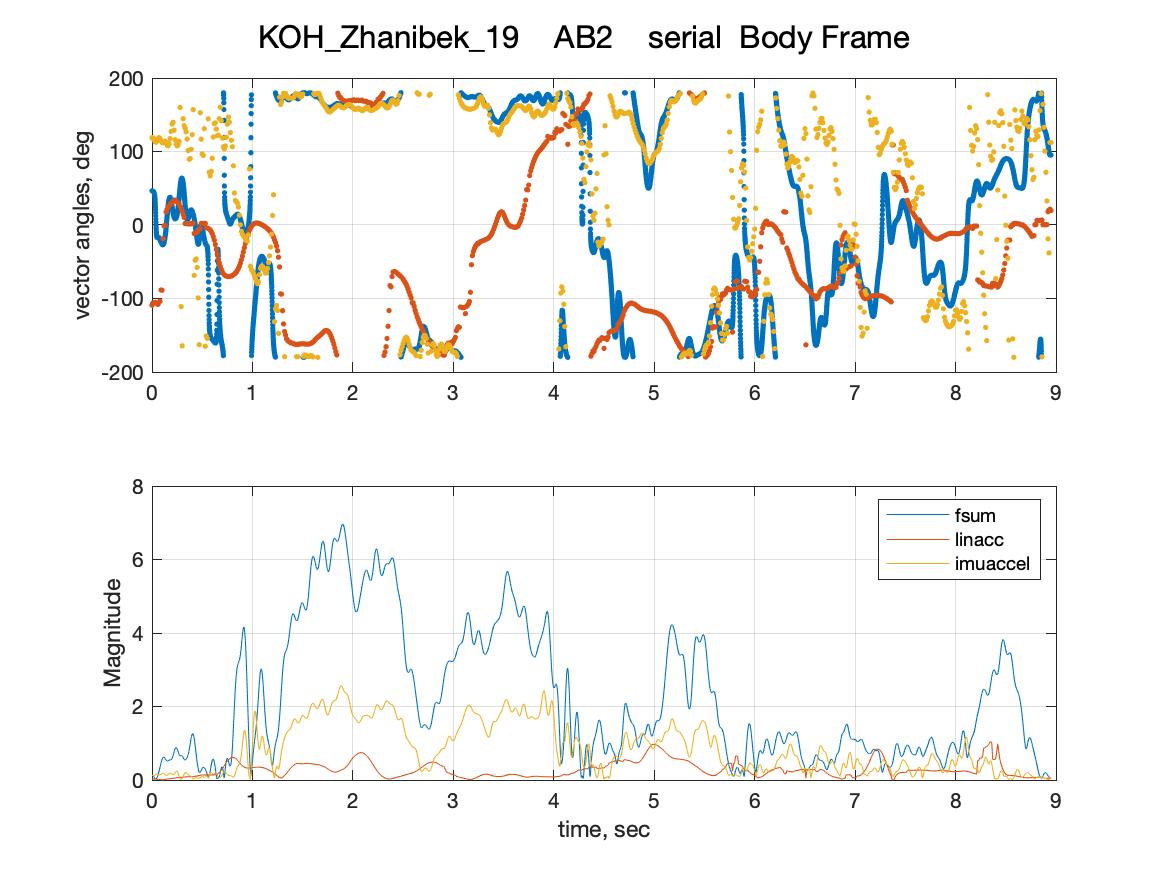 KOH_Zhanibek_19 AB2 serial Body Frame
200
100
0
-100
-200
vector angles, deg
0 1 2 3 4 5 6 7 8 9
8
6
4
2
0
Magnitude
fsum
linacc
imuaccel
0 1 2 3 4 5 6 7 8 9
time, sec